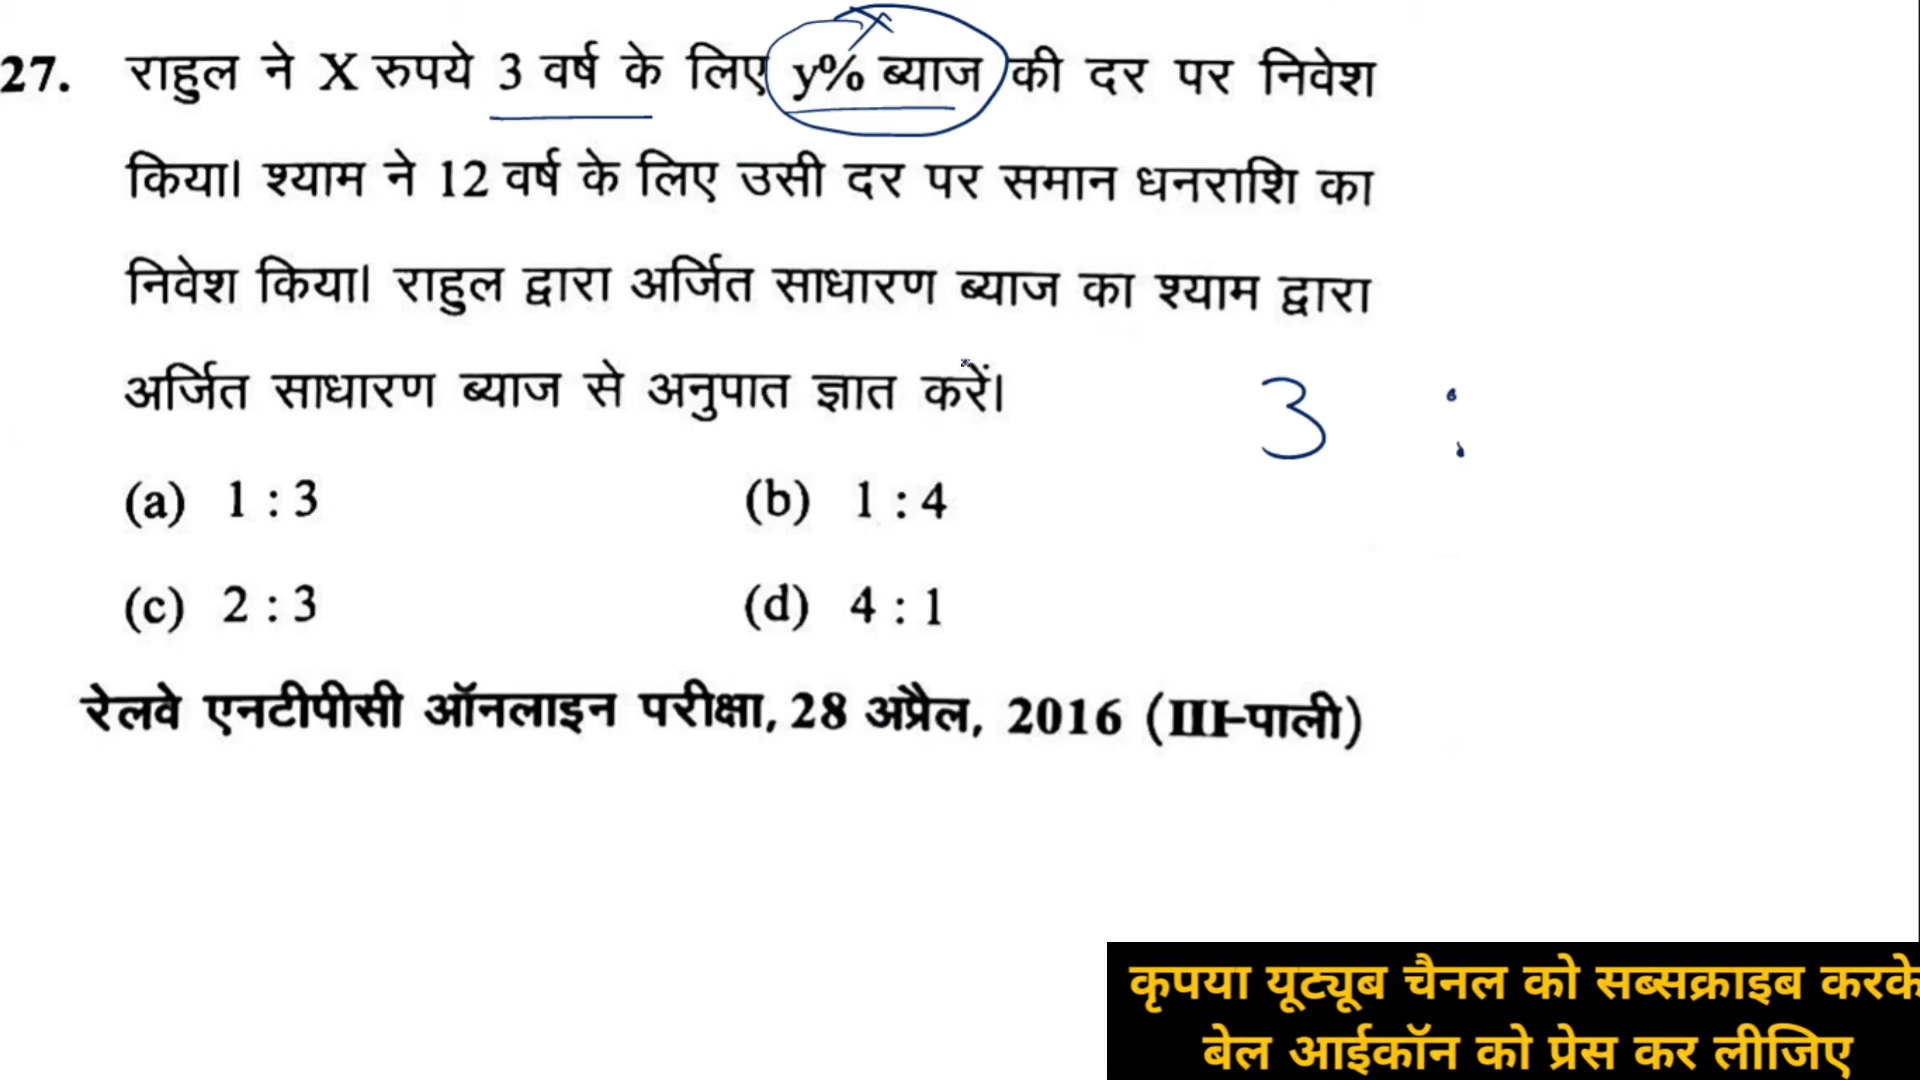 27. राहुल ने X रुपये 3 वर्ष के लिए y% ब्याज की दर पर निवेश
किया। श्याम ने 12 वर्ष के लिए उसी दर पर समान धनराशि का
निवेश किया। राहुल द्वारा अर्जित साधारण ब्याज का श्याम द्वारा
अर्जित साधारण ब्याज से अनुपात ज्ञात करें।
3 :
(a) 1 : 3 (b) 1 : 4
(c) 2 : 3 (d) 4 : 1
रेलवे एनटीपीसी ऑनलाइन परीक्षा, 28 अप्रैल, 2016 (III-पाली)
कृपया यूट्यूब चैनल को सब्सक्राइब करके
बेल आईकॉन को प्रेस कर लीजिए